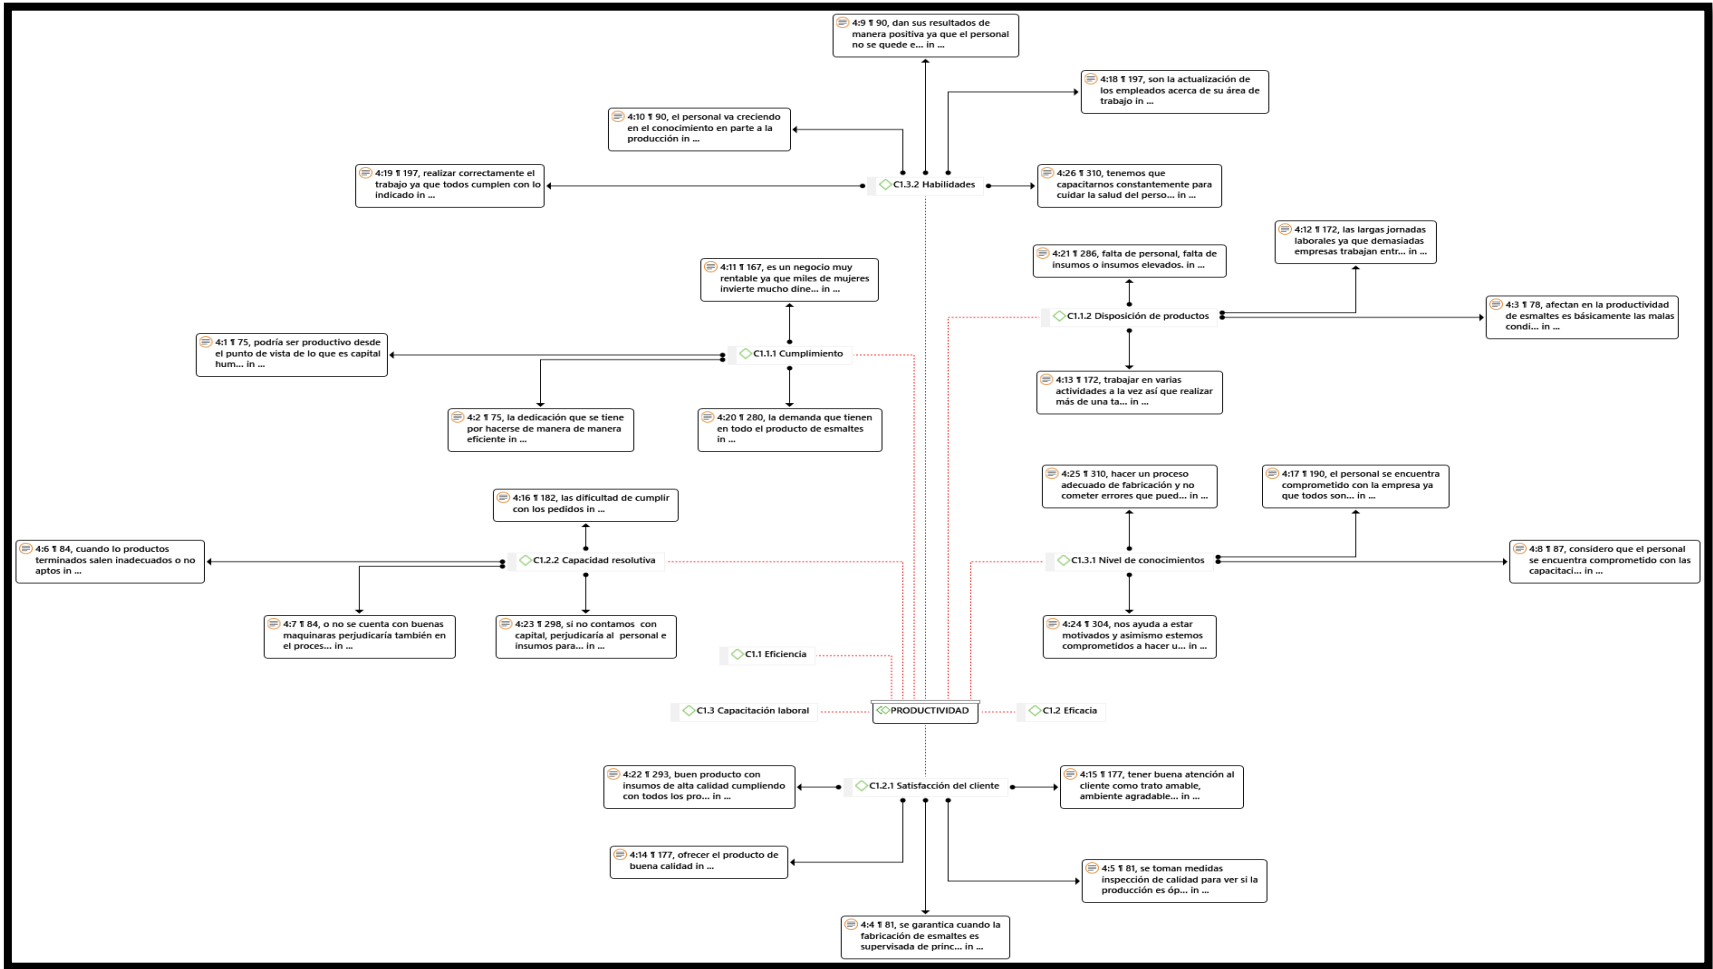 4:9 ¶ 90, dan sus resultados de
manera positiva ya que el personal
no se quede e... in ...
4:18 ¶ 197, son la actualización de
los empleados acerca de su área de
trabajo in ...
4:10 ¶ 90, el personal va creciendo
en el conocimiento en parte a la
producción in ...
4:19 ¶ 197, realizar correctamente el
trabajo ya que todos cumplen con lo
indicado in ...
C1.3.2 Habilidades
4:26 ¶ 310, tenemos que
capacitarnos constantemente para
cuidar la salud del perso... in ...
4:12 ¶ 172, las largas jornadas
laborales ya que demasiadas
empresas trabajan entr... in ...
4:21 ¶ 286, falta de personal, falta de
insumos o insumos elevados. in ...
4:11 ¶ 167, es un negocio muy
rentable ya que miles de mujeres
invierte mucho dine... in ...
C1.1.2 Disposición de productos
4:3 ¶ 78, afectan en la productividad
de esmaltes es básicamente las malas
condi... in ...
4:1 ¶ 75, podría ser productivo desde
el punto de vista de lo que es capital
hum... in ...
C1.1.1 Cumplimiento
4:13 ¶ 172, trabajar en varias
actividades a la vez así que realizar
más de una ta... in ...
4:2 ¶ 75, la dedicación que se tiene
por hacerse de manera de manera
eficiente in ...
4:20 ¶ 280, la demanda que tienen
en todo el producto de esmaltes
in ...
4:25 ¶ 310, hacer un proceso
adecuado de fabricación y no
cometer errores que pued... in ...
4:17 ¶ 190, el personal se encuentra
comprometido con la empresa ya
que todos son... in ...
4:16 ¶ 182, las dificultad de cumplir
con los pedidos in ...
4:6 ¶ 84, cuando lo productos
terminados salen inadecuados o no
aptos in ...
C1.2.2 Capacidad resolutiva
C1.3.1 Nivel de conocimientos
4:8 ¶ 87, considero que el personal
se encuentra comprometido con las
capacitaci... in ...
4:7 ¶ 84, o no se cuenta con buenas
maquinaras perjudicaría también en
el proces... in ...
4:23 ¶ 298, si no contamos  con
capital, perjudicaría al  personal e
insumos para... in ...
4:24 ¶ 304, nos ayuda a estar
motivados y asimismo estemos
comprometidos a hacer u... in ...
C1.1 Eficiencia
C1.3 Capacitación laboral
PRODUCTIVIDAD
C1.2 Eficacia
4:22 ¶ 293, buen producto con
insumos de alta calidad cumpliendo
con todos los pro... in ...
C1.2.1 Satisfacción del cliente
4:15 ¶ 177, tener buena atención al
cliente como trato amable,
ambiente agradable... in ...
4:14 ¶ 177, ofrecer el producto de
buena calidad in ...
4:5 ¶ 81, se toman medidas
inspección de calidad para ver si la
producción es óp... in ...
4:4 ¶ 81, se garantica cuando la
fabricación de esmaltes es
supervisada de princ... in ...